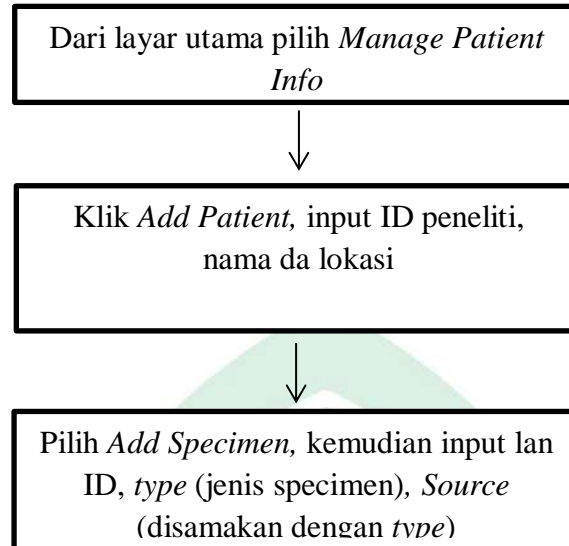 Dari layar utama pilih Manage Patient
Info
Klik Add Patient, input ID peneliti,
nama da lokasi
Pilih Add Specimen, kemudian input lan
ID, type (jenis specimen), Source
(disamakan dengan type)